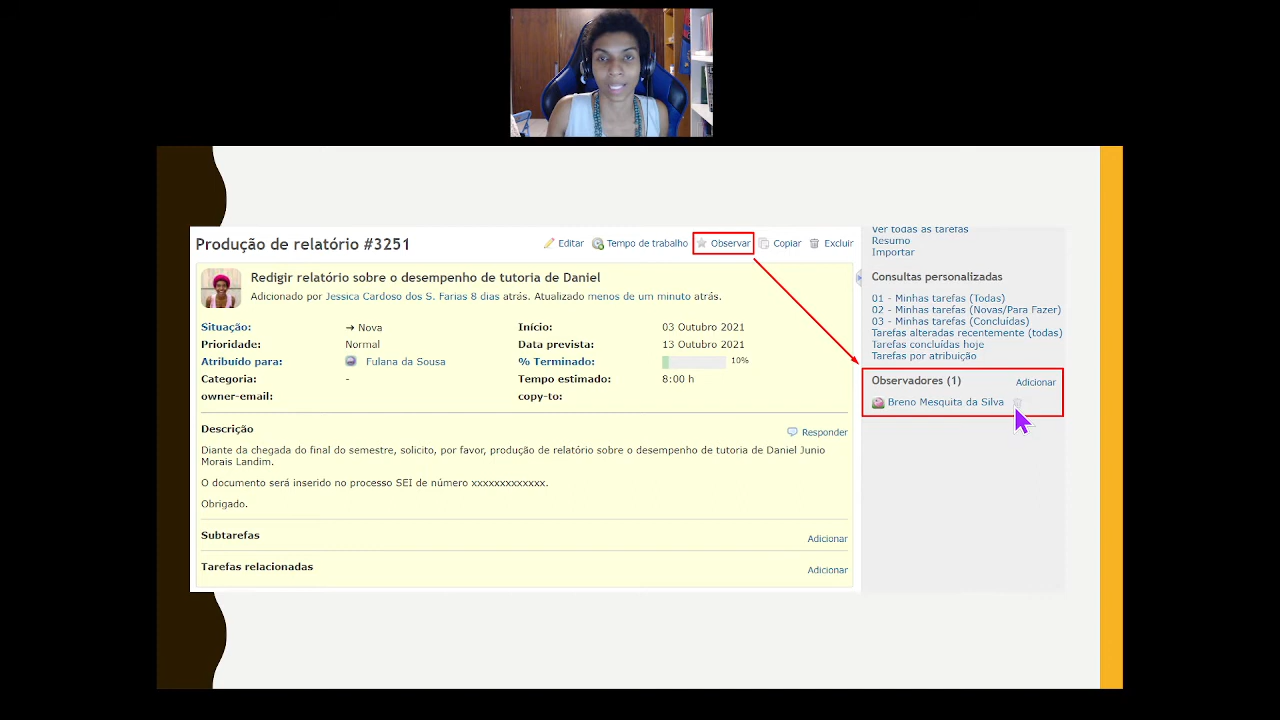 Produção de relatório #3251
Editar Tempo de trabalho Observar Copiar Excluir
Redigir relatório sobre o desempenho de tutoria de Daniel
Adicionado por Jessica Cardoso dos S. Farias 8 dias atrás. Atualizado menos de um minuto atrás.
Situação: → Nova Início: 03 Outubro 2021
Prioridade: Normal Data prevista: 13 Outubro 2021
Atribuído para: Fulana da Sousa % Terminado: 10%
Categoria: - Tempo estimado: 8:00 h
owner-email: copy-to:
Descrição
Responder
Diante da chegada do final do semestre, solicito, por favor, produção de relatório sobre o desempenho de tutoria de Daniel Junio
Morais Landim.
O documento será inserido no processo SEI de número xxxxxxxxxxxxx.
Obrigado.
Subtarefas
Adicionar
Tarefas relacionadas
Adicionar
Ver todas as tarefas
Resumo
Importar
Consultas personalizadas
01 - Minhas tarefas (Todas)
02 - Minhas tarefas (Novas/Para Fazer)
03 - Minhas tarefas (Concluídas)
Tarefas alteradas recentemente (todas)
Tarefas concluídas hoje
Tarefas por atribuição
Observadores (1) Adicionar
Breno Mesquita da Silva